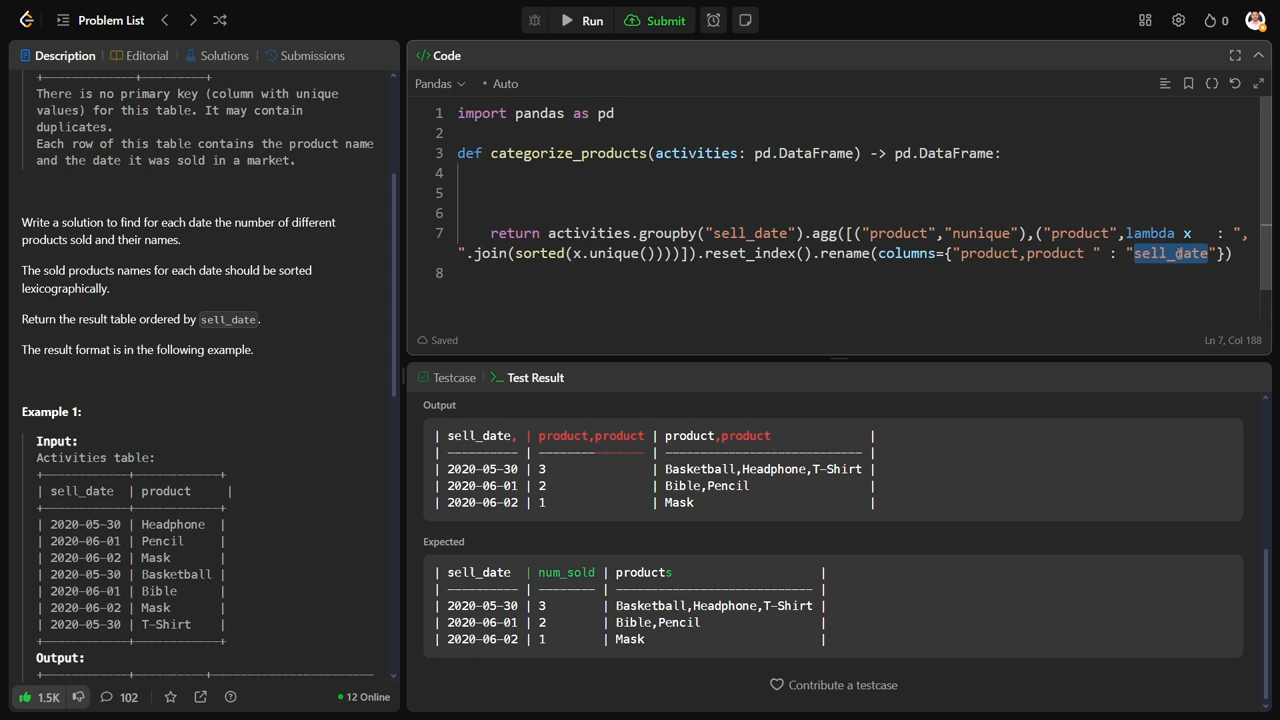 Problem List
Run
Submit
0
Description
Editorial
Solutions
Submissions
+-------------+---------+
There is no primary key (column with unique
values) for this table. It may contain
duplicates.
Each row of this table contains the product name
and the date it was sold in a market.
Write a solution to find for each date the number of different
products sold and their names.
The sold products names for each date should be sorted
lexicographically.
Return the result table ordered by sell_date.
The result format is in the following example.
Example 1:
Input:
Activities table:
+------------+------------+
| sell_date | product |
+------------+------------+
| 2020-05-30 | Headphone |
| 2020-06-01 | Pencil |
| 2020-06-02 | Mask |
| 2020-05-30 | Basketball |
| 2020-06-01 | Bible |
| 2020-06-02 | Mask |
| 2020-05-30 | T-Shirt |
+------------+------------+
Output:
+------------+----------+------------------------
1.5K
102
12 Online
</> Code
Pandas
• Auto
1 import pandas as pd
2
3 def categorize_products(activities: pd.DataFrame) -> pd.DataFrame:
4
5
6
7 return activities.groupby("sell_date").agg([("product","nunique"),("product",lambda x : ",
".join(sorted(x.unique())))]).reset_index().rename(columns={"product,product " : "sell_date"})
8
Saved
Ln 7, Col 188
Testcase
Test Result
Output
| sell_date, | product,product | product,product |
| ---------- | --------------- | --------------------------- |
| 2020-05-30 | 3 | Basketball,Headphone,T-Shirt |
| 2020-06-01 | 2 | Bible,Pencil |
| 2020-06-02 | 1 | Mask |
Expected
| sell_date | num_sold | products |
| ---------- | -------- | --------------------------- |
| 2020-05-30 | 3 | Basketball,Headphone,T-Shirt |
| 2020-06-01 | 2 | Bible,Pencil |
| 2020-06-02 | 1 | Mask |
Contribute a testcase